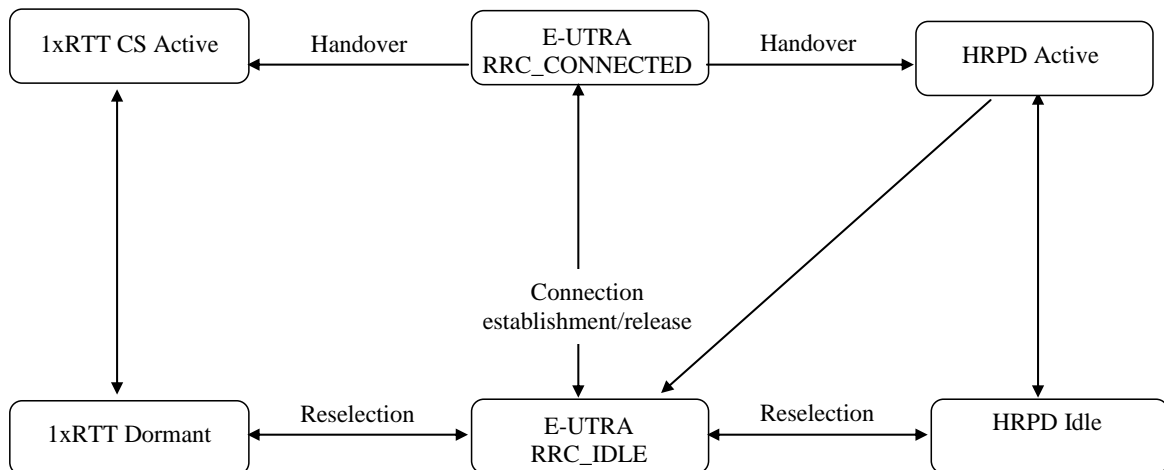 1xRTT CS Active
Handover
E-UTRA
RRC_CONNECTED
Handover
HRPD Active
Connection
establishment/release
1xRTT Dormant
Reselection
E-UTRA
RRC_IDLE
Reselection
HRPD Idle